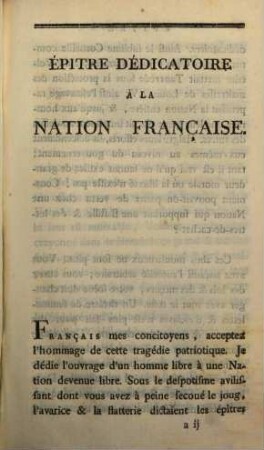 ÉPITRE DÉDICATOIRE
A LA
NATION FRANÇAISE.
FRANÇAIS mes concitoyens, acceptez
l'hommage de cette tragédie patriotique. Je
dédie l'ouvrage d'un homme libre à une Na-
tion devenue libre. Sous le despotisme avilis-
sant dont vous avez à peine secoué le joug,
l'avarice & la flatterie dictaient les épîtres
a ij